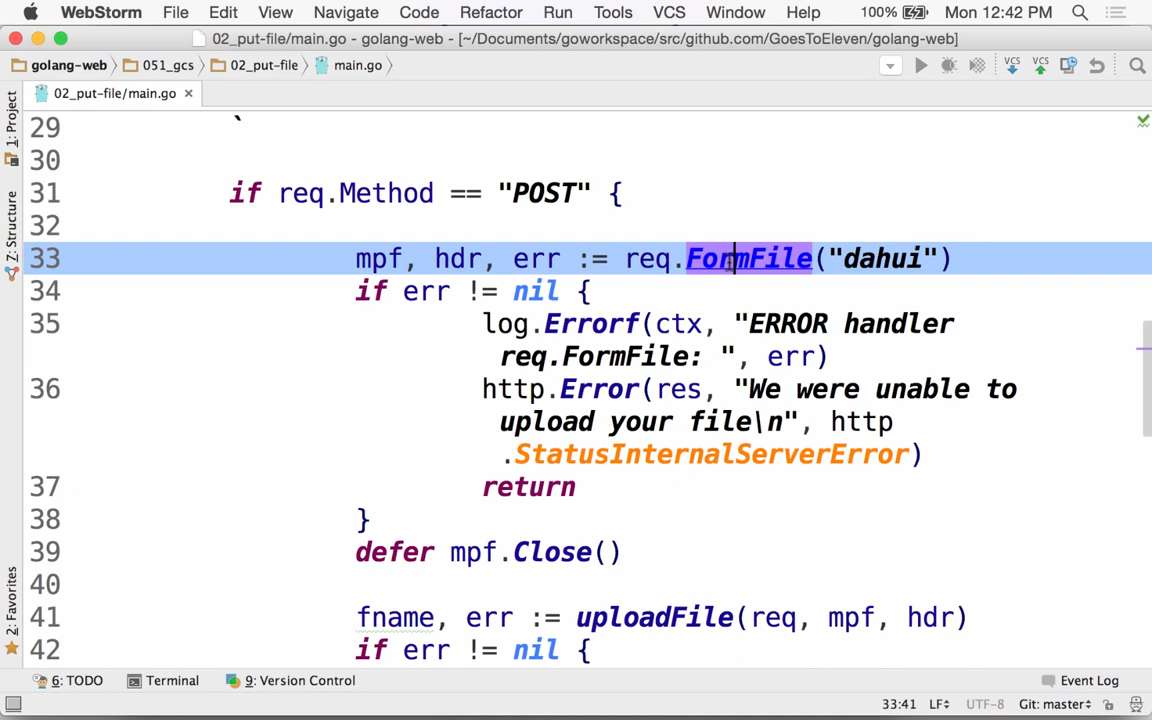 WebStorm File Edit View Navigate Code Refactor Run Tools VCS Window Help 100% Mon 12:42 PM
02_put-file/main.go - golang-web - [~/Documents/goworkspace/src/github.com/GoesToEleven/golang-web]
golang-web 051_gcs 02_put-file main.go VCS VCS
02_put-file/main.go ×
1: Project
Z: Structure
2: Favorites
29 `
30
31 if req.Method == "POST" {
32
33 mpf, hdr, err := req.FormFile("dahui")
34 if err != nil {
35 log.Errorf(ctx, "ERROR handler
req.FormFile: ", err)
36 http.Error(res, "We were unable to
upload your file\n", http
.StatusInternalServerError)
37 return
38 }
39 defer mpf.Close()
40
41 fname, err := uploadFile(req, mpf, hdr)
42 if err != nil {
6: TODO Terminal 9: Version Control Event Log
33:41 LF UTF-8 Git: master